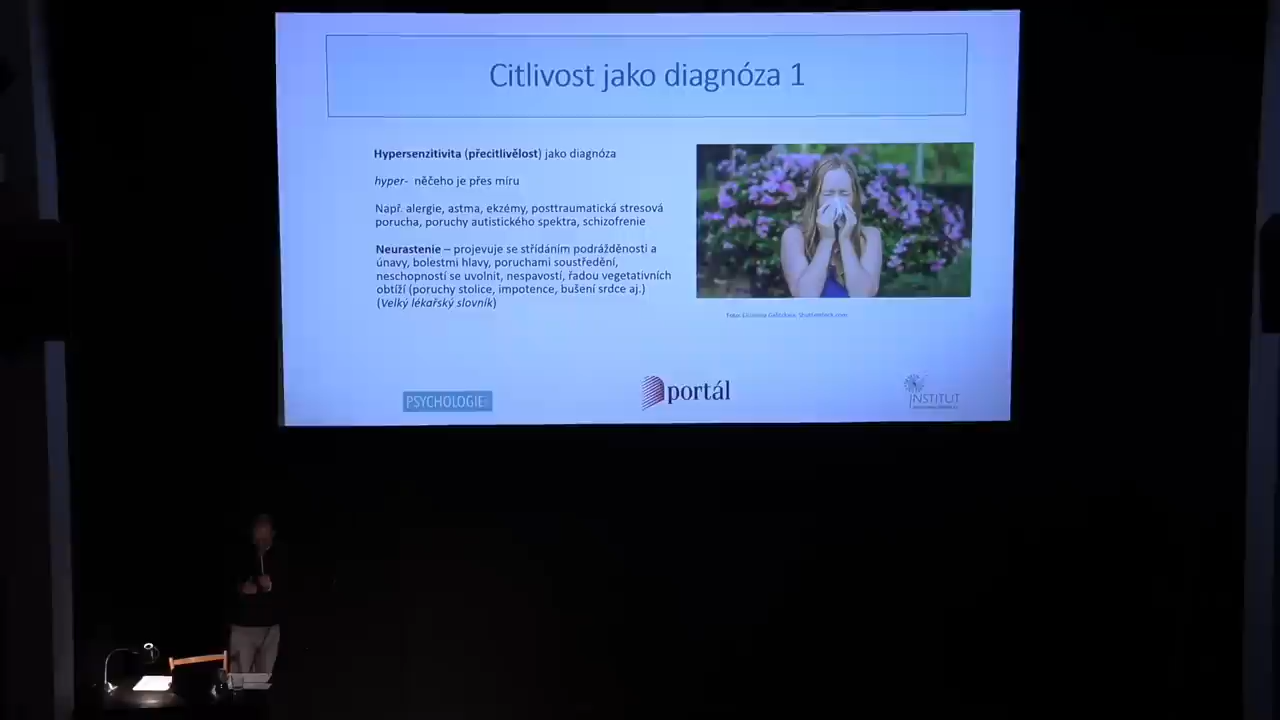 Citlivost jako diagnóza 1
Hypersenzitivita (přecitlivělost) jako diagnóza
hyper- něčeho je přes míru
Např. alergie, astma, ekzémy, posttraumatická stresová
porucha, poruchy autistického spektra, schizofrenie
Neurastenie – projevuje se střídáním podrážděnosti a
únavy, bolestmi hlavy, poruchami soustředění,
neschopností se uvolnit, nespavostí, řadou vegetativních
obtíží (poruchy stolice, impotence, bušení srdce aj.)
(Velký lékařský slovník)
PSYCHOLOGIE
portál
INSTITUT